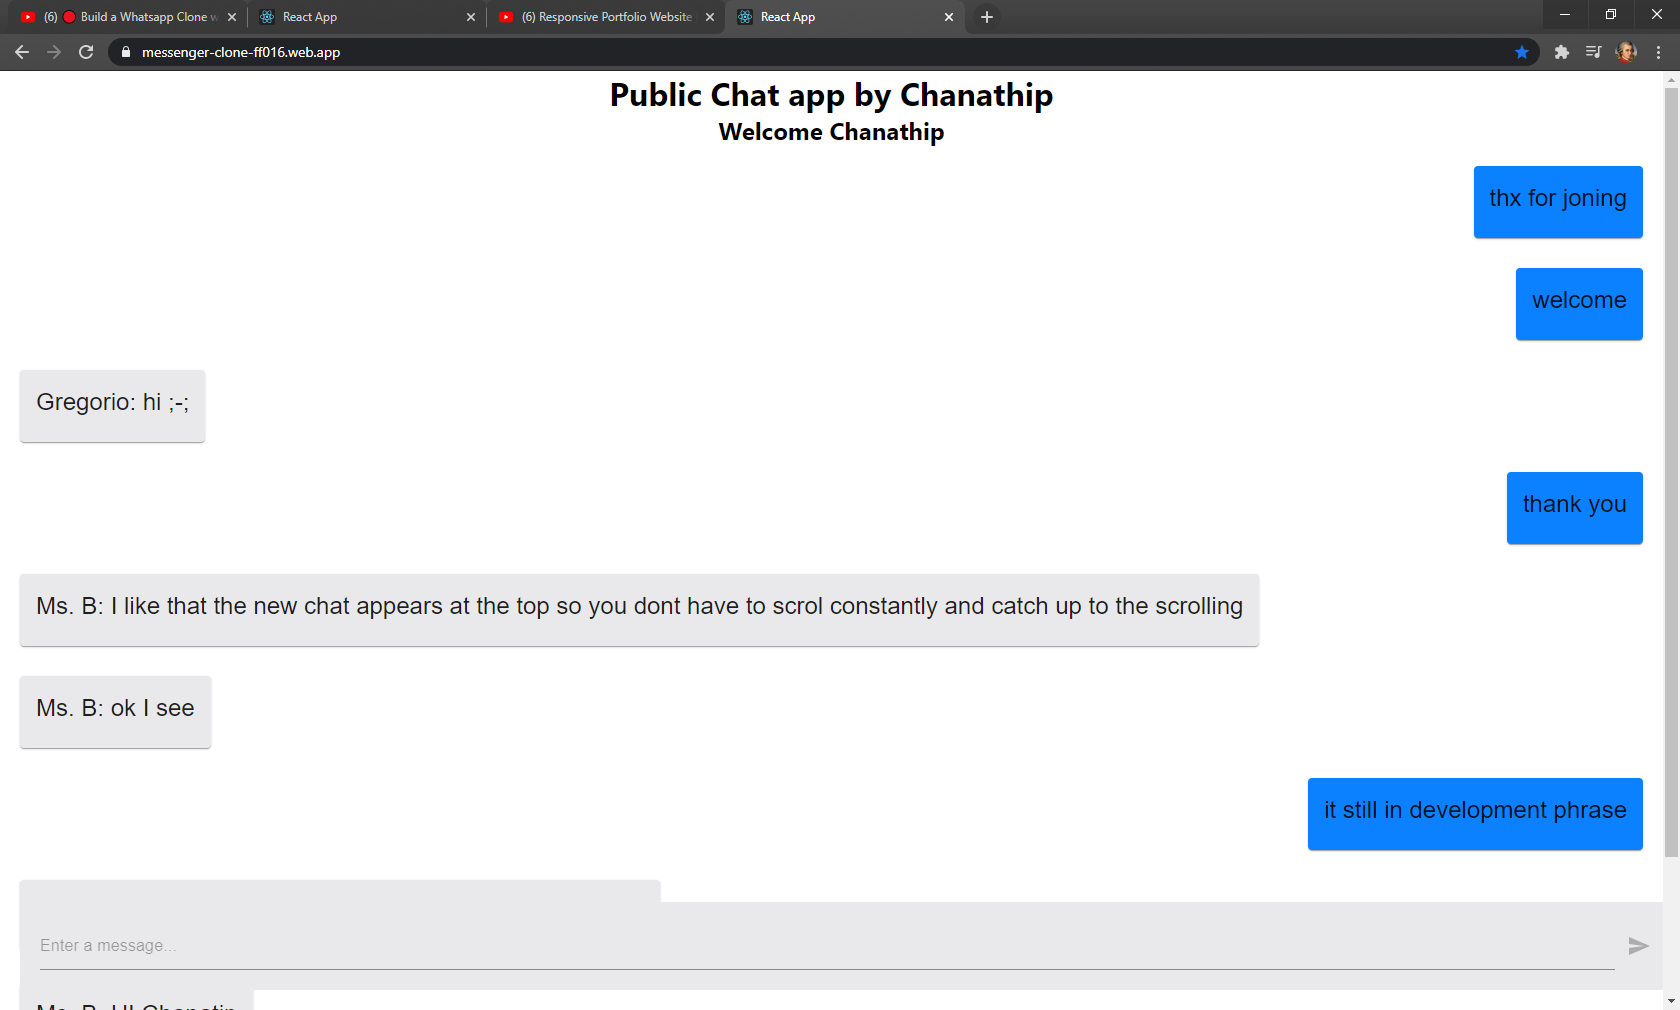 (6) 🔴 Build a Whatsapp Clone w
React App
(6) Responsive Portfolio Website
React App
messenger-clone-ff016.web.app
Public Chat app by Chanathip
Welcome Chanathip
thx for joning
welcome
Gregorio: hi ;-;
thank you
Ms. B: I like that the new chat appears at the top so you dont have to scrol constantly and catch up to the scrolling
Ms. B: ok I see
it still in development phrase
Enter a message...
Ms. B: HI Chanatip